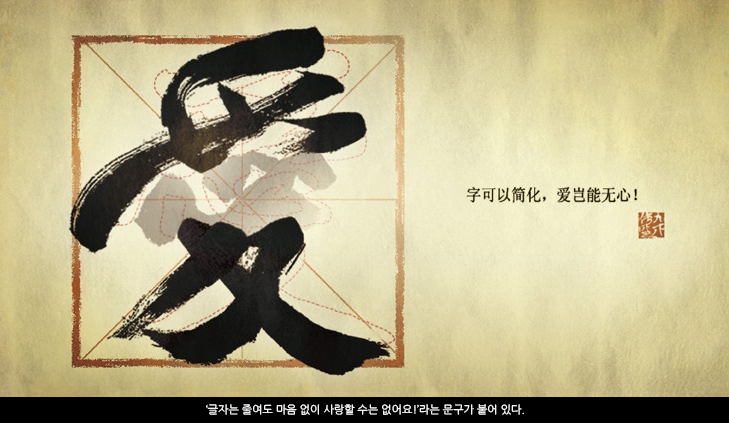 愛
字可以简化，爱岂能无心！
‘글자는 줄여도 마음 없이 사랑할 수는 없어요!’라는 문구가 붙어 있다.